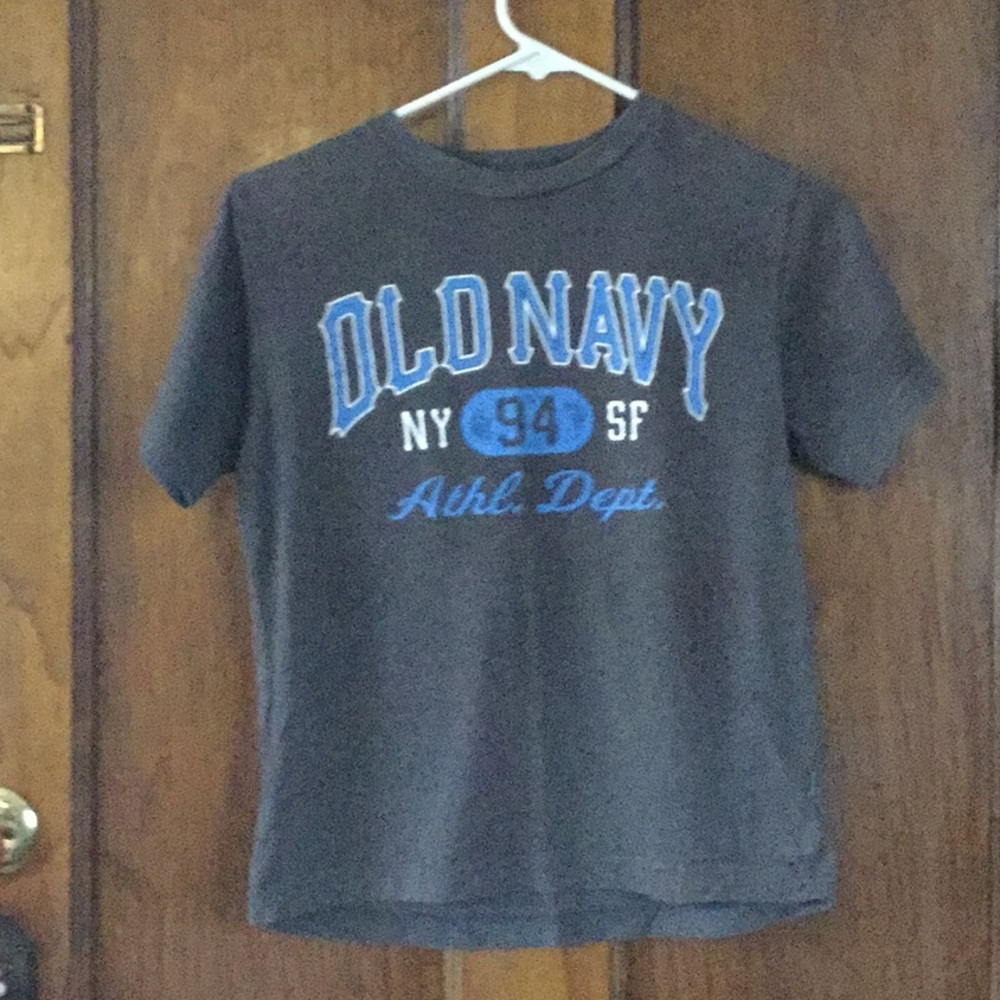 OLD NAVY
NY 94 SF
Athl. Dept.